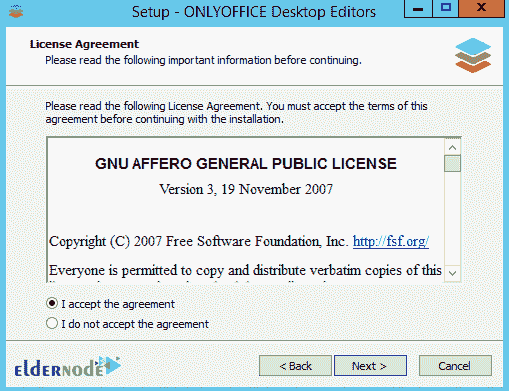 Setup - ONLYOFFICE Desktop Editors
License Agreement
Please read the following important information before continuing.
Please read the following License Agreement. You must accept the terms of this
agreement before continuing with the installation.
GNU AFFERO GENERAL PUBLIC LICENSE
Version 3, 19 November 2007
Copyright (C) 2007 Free Software Foundation, Inc. http://fsf.org/
Everyone is permitted to copy and distribute verbatim copies of this
I accept the agreement
I do not accept the agreement
ELDERNODE
< Back
Next >
Cancel